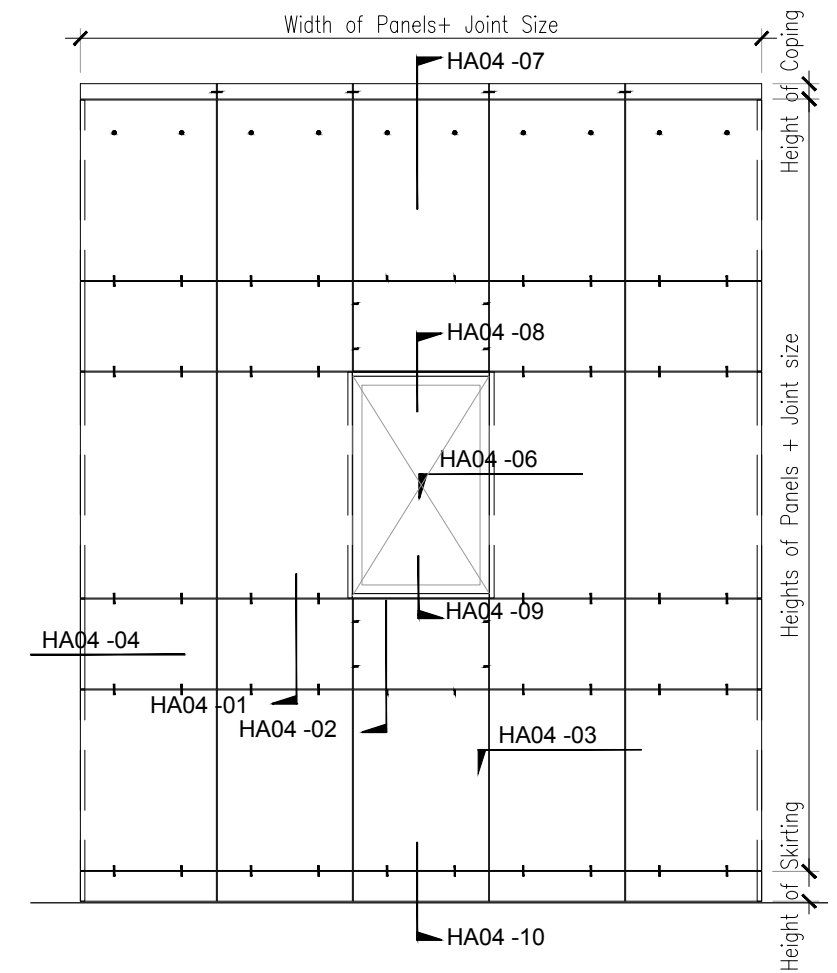 Width of Panels+ Joint Size
Height of Coping
HA04 -07
HA04 -08
Heights of Panels + Joint size
HA04 -06
HA04 -09
HA04 -04
HA04 -01
HA04 -02
HA04 -03
Height of Skirting
HA04 -10